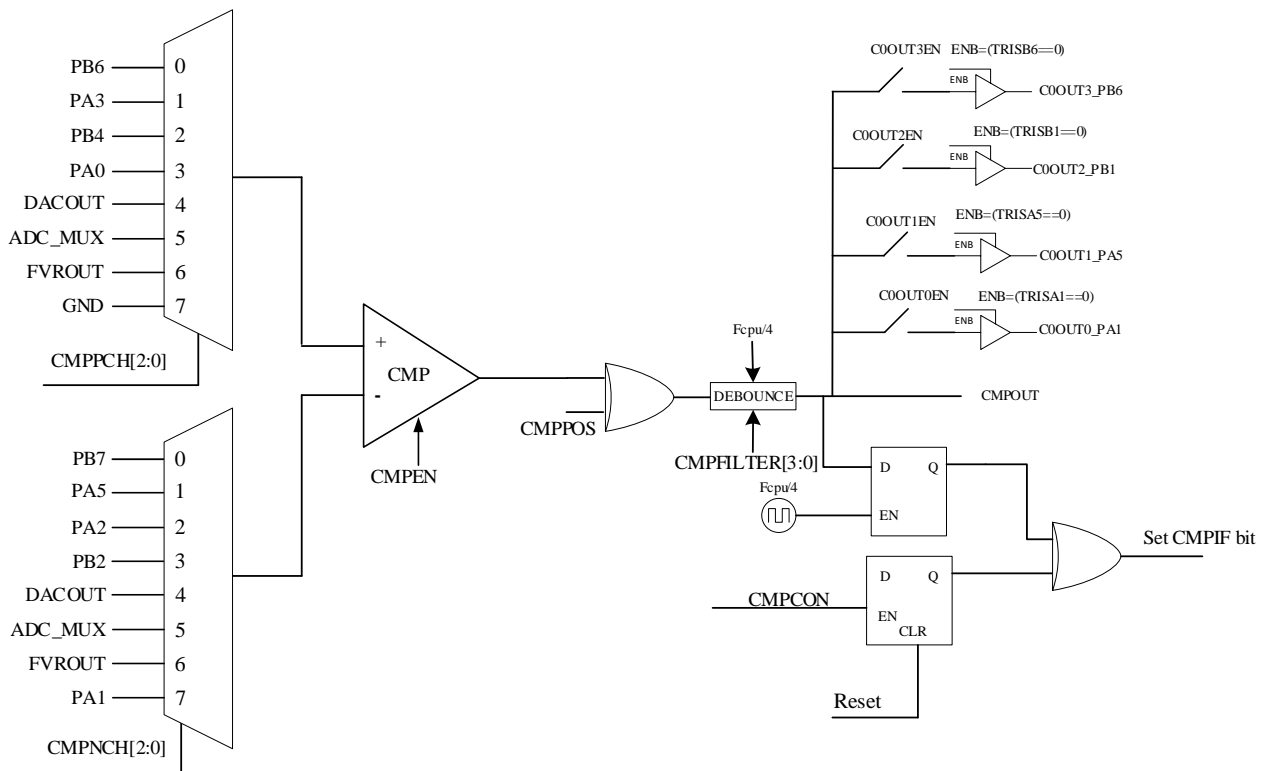 PB6 0
PA3 1
PB4 2
PA0 3
DACOUT 4
ADC_MUX 5
FVROUT 6
GND 7
CMPPCH[2:0]
PB7 0
PA5 1
PA2 2
PB2 3
DACOUT 4
ADC_MUX 5
FVROUT 6
PA1 7
CMPNCH[2:0]
+
CMP
-
CMPEN
CMPPOS
Fcpu/4
DEBOUNCE
CMPFILTER[3:0]
C0OUT3EN ENB=(TRISB6==0)
ENB
C0OUT3_PB6
C0OUT2EN ENB=(TRISB1==0)
ENB
C0OUT2_PB1
C0OUT1EN ENB=(TRISA5==0)
ENB
C0OUT1_PA5
C0OUT0EN ENB=(TRISA1==0)
ENB
C0OUT0_PA1
CMPOUT
Fcpu/4
D Q
EN
CMPCON
D Q
EN
CLR
Reset
Set CMPIF bit